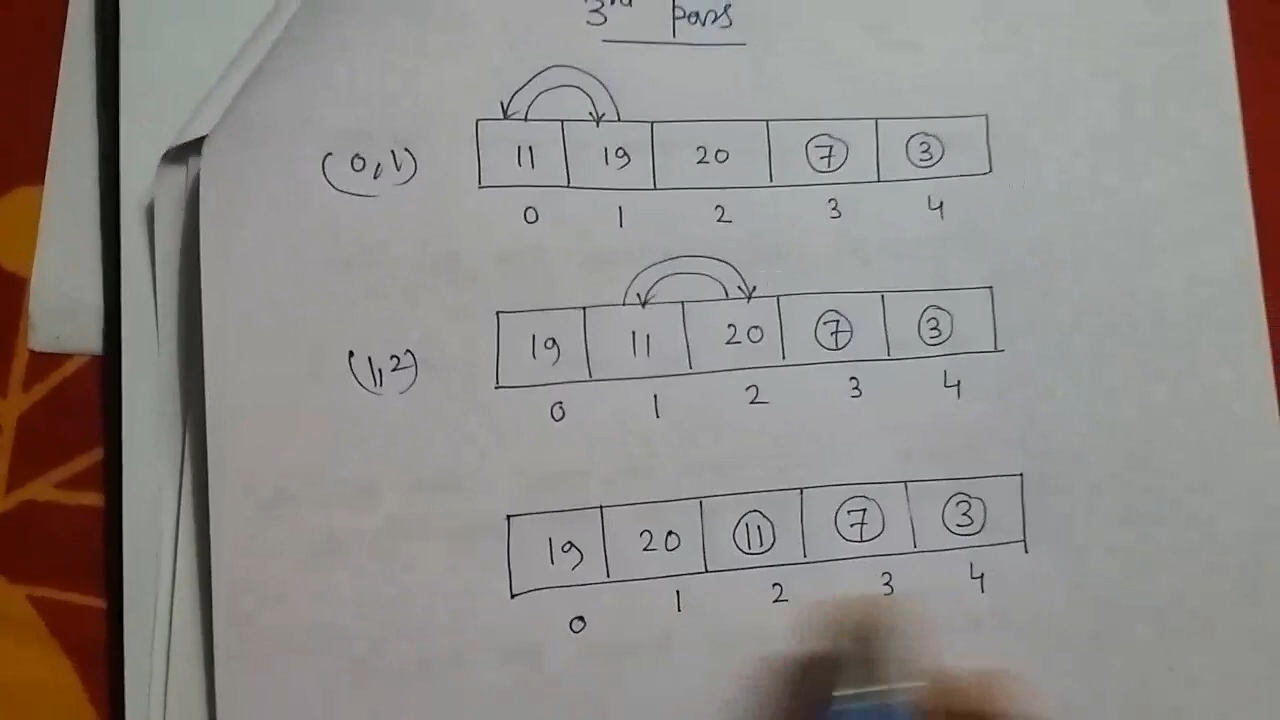 3rd pass
(0,1) 11 19 20 7 3
0 1 2 3 4
(1,2) 19 11 20 7 3
0 1 2 3 4
19 20 11 7 3
0 1 2 3 4